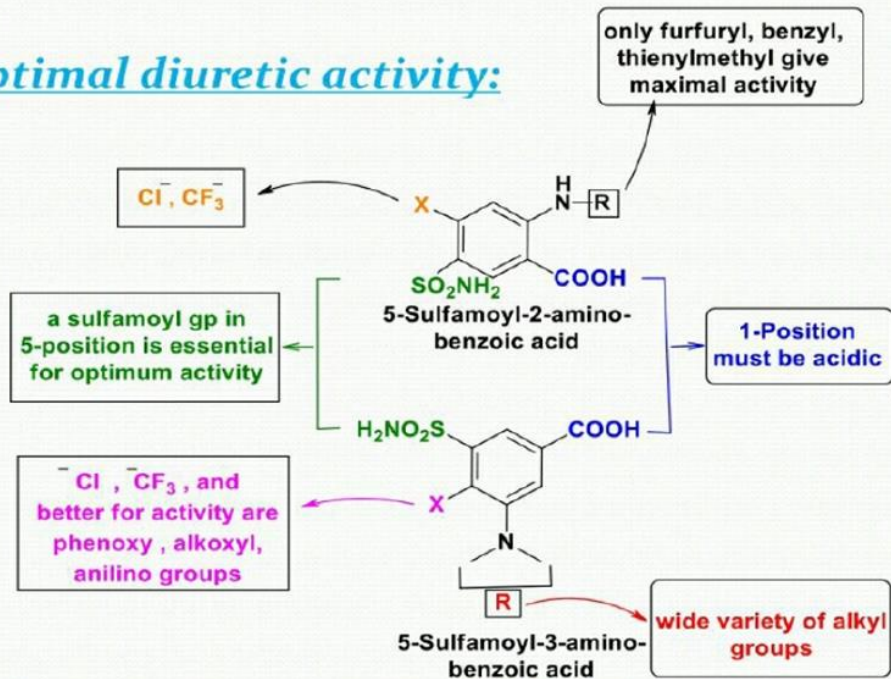 ptimal diuretic activity:
only furfuryl, benzyl,
thienylmethyl give
maximal activity
Cl⁻, CF₃⁻
X
H
N
R
SO₂NH₂
COOH
5-Sulfamoyl-2-amino-
benzoic acid
a sulfamoyl gp in
5-position is essential
for optimum activity
1-Position
must be acidic
H₂NO₂S
COOH
⁻Cl , ⁻CF₃ , and
better for activity are
phenoxy , alkoxyl,
anilino groups
X
N
R
5-Sulfamoyl-3-amino-
benzoic acid
wide variety of alkyl
groups